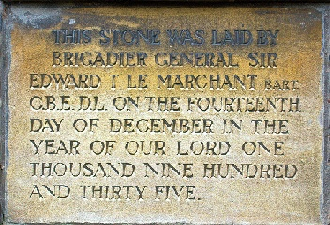 THIS STONE WAS LAID BY
BRIGADIER GENERAL SIR
EDWARD T LE MARCHANT BART.
C.B.E. D.L. ON THE FOURTEENTH
DAY OF DECEMBER IN THE
YEAR OF OUR LORD ONE
THOUSAND NINE HUNDRED
AND THIRTY FIVE.